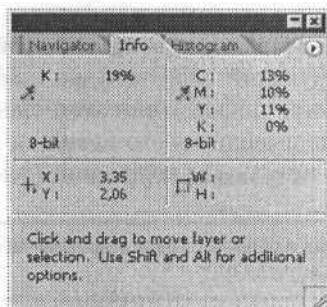 Navigator Info Histogram
K: 19% C: 13%
M: 10%
Y: 11%
K: 0%
8-bit 8-bit
X: 3,35 W:
Y: 2,06 H:
Click and drag to move layer or
selection. Use Shift and Alt for additional
options.